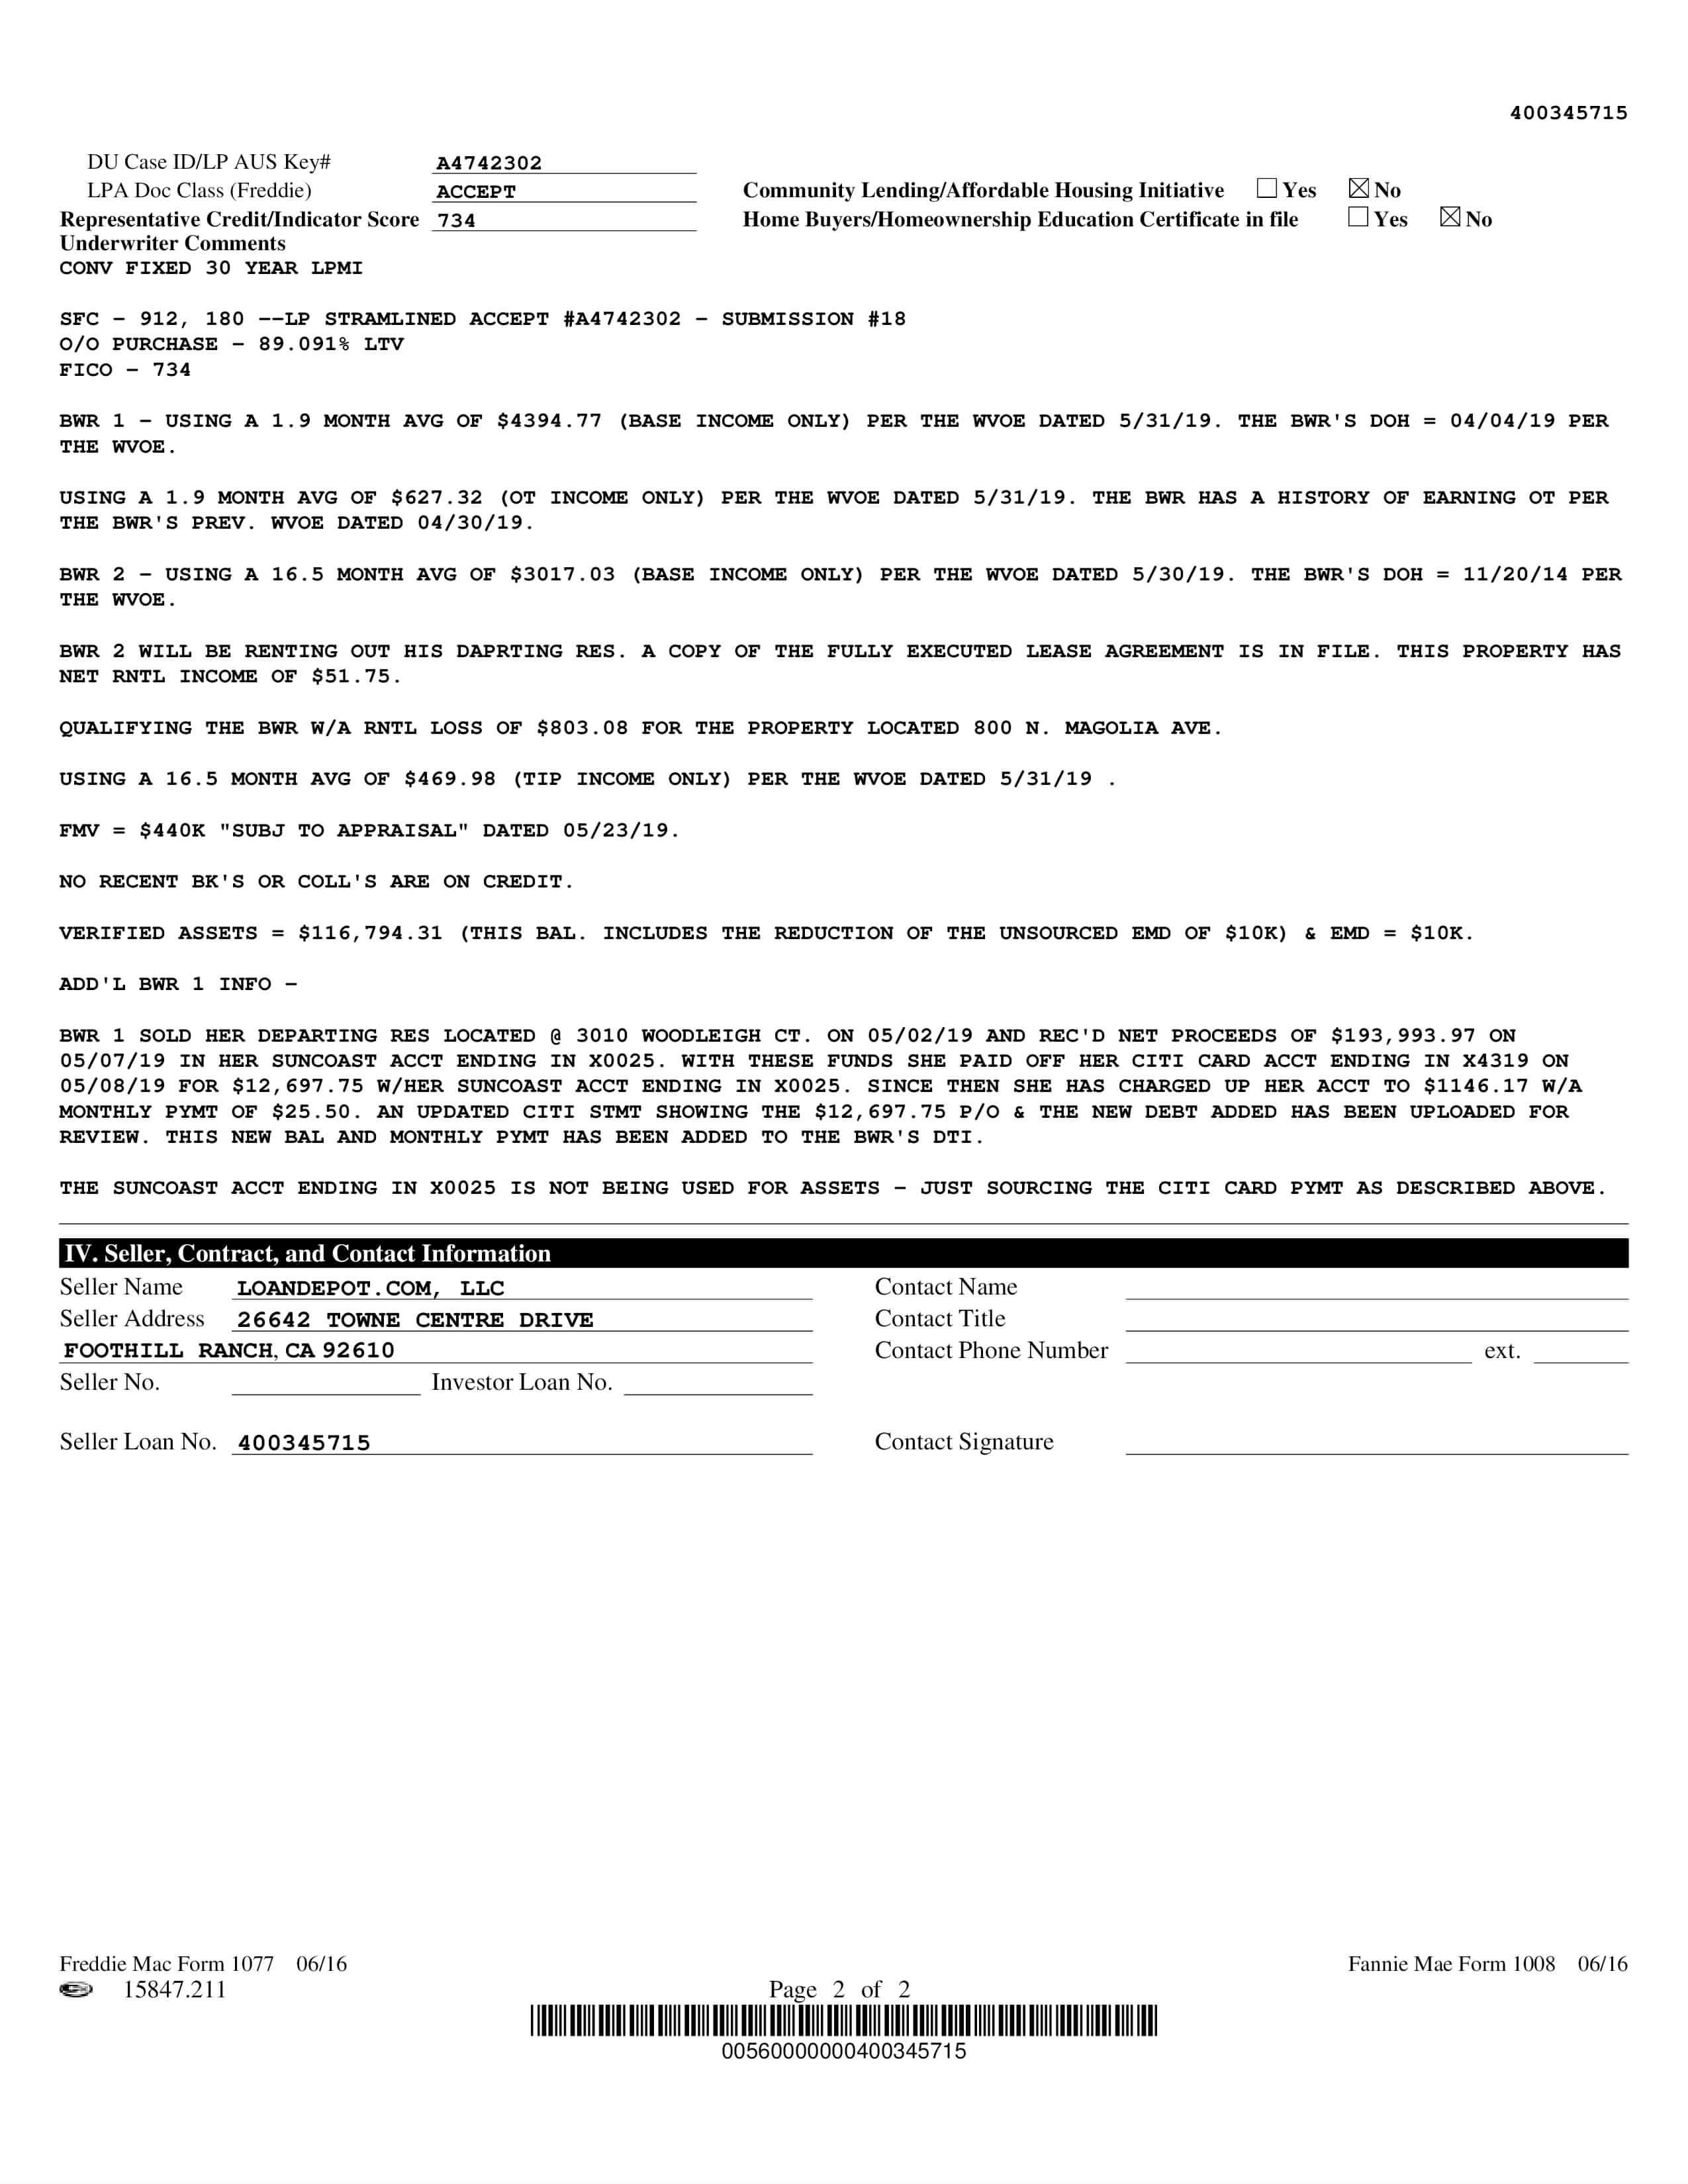 400345715
DU Case ID/LP AUS Key# A4742302
LPA Doc Class (Freddie) ACCEPT Community Lending/Affordable Housing Initiative Yes No
Representative Credit/Indicator Score 734 Home Buyers/Homeownership Education Certificate in file Yes No
Underwriter Comments
CONV FIXED 30 YEAR LPMI
SFC - 912, 180 --LP STRAMLINED ACCEPT #A4742302 - SUBMISSION #18
O/O PURCHASE - 89.091% LTV
FICO - 734
BWR 1 - USING A 1.9 MONTH AVG OF $4394.77 (BASE INCOME ONLY) PER THE WVOE DATED 5/31/19. THE BWR'S DOH = 04/04/19 PER
THE WVOE.
USING A 1.9 MONTH AVG OF $627.32 (OT INCOME ONLY) PER THE WVOE DATED 5/31/19. THE BWR HAS A HISTORY OF EARNING OT PER
THE BWR'S PREV. WVOE DATED 04/30/19.
BWR 2 - USING A 16.5 MONTH AVG OF $3017.03 (BASE INCOME ONLY) PER THE WVOE DATED 5/30/19. THE BWR'S DOH = 11/20/14 PER
THE WVOE.
BWR 2 WILL BE RENTING OUT HIS DAPRTING RES. A COPY OF THE FULLY EXECUTED LEASE AGREEMENT IS IN FILE. THIS PROPERTY HAS
NET RNTL INCOME OF $51.75.
QUALIFYING THE BWR W/A RNTL LOSS OF $803.08 FOR THE PROPERTY LOCATED 800 N. MAGOLIA AVE.
USING A 16.5 MONTH AVG OF $469.98 (TIP INCOME ONLY) PER THE WVOE DATED 5/31/19 .
FMV = $440K "SUBJ TO APPRAISAL" DATED 05/23/19.
NO RECENT BK'S OR COLL'S ARE ON CREDIT.
VERIFIED ASSETS = $116,794.31 (THIS BAL. INCLUDES THE REDUCTION OF THE UNSOURCED EMD OF $10K) & EMD = $10K.
ADD'L BWR 1 INFO -
BWR 1 SOLD HER DEPARTING RES LOCATED @ 3010 WOODLEIGH CT. ON 05/02/19 AND REC'D NET PROCEEDS OF $193,993.97 ON
05/07/19 IN HER SUNCOAST ACCT ENDING IN X0025. WITH THESE FUNDS SHE PAID OFF HER CITI CARD ACCT ENDING IN X4319 ON
05/08/19 FOR $12,697.75 W/HER SUNCOAST ACCT ENDING IN X0025. SINCE THEN SHE HAS CHARGED UP HER ACCT TO $1146.17 W/A
MONTHLY PYMT OF $25.50. AN UPDATED CITI STMT SHOWING THE $12,697.75 P/O & THE NEW DEBT ADDED HAS BEEN UPLOADED FOR
REVIEW. THIS NEW BAL AND MONTHLY PYMT HAS BEEN ADDED TO THE BWR'S DTI.
THE SUNCOAST ACCT ENDING IN X0025 IS NOT BEING USED FOR ASSETS - JUST SOURCING THE CITI CARD PYMT AS DESCRIBED ABOVE.
IV. Seller, Contract, and Contact Information
Seller Name LOANDEPOT.COM, LLC Contact Name
Seller Address 26642 TOWNE CENTRE DRIVE Contact Title
FOOTHILL RANCH, CA 92610 Contact Phone Number ext.
Seller No. Investor Loan No.
Seller Loan No. 400345715 Contact Signature
Freddie Mac Form 1077 06/16 Fannie Mae Form 1008 06/16
15847.211 Page 2 of 2
00560000000400345715